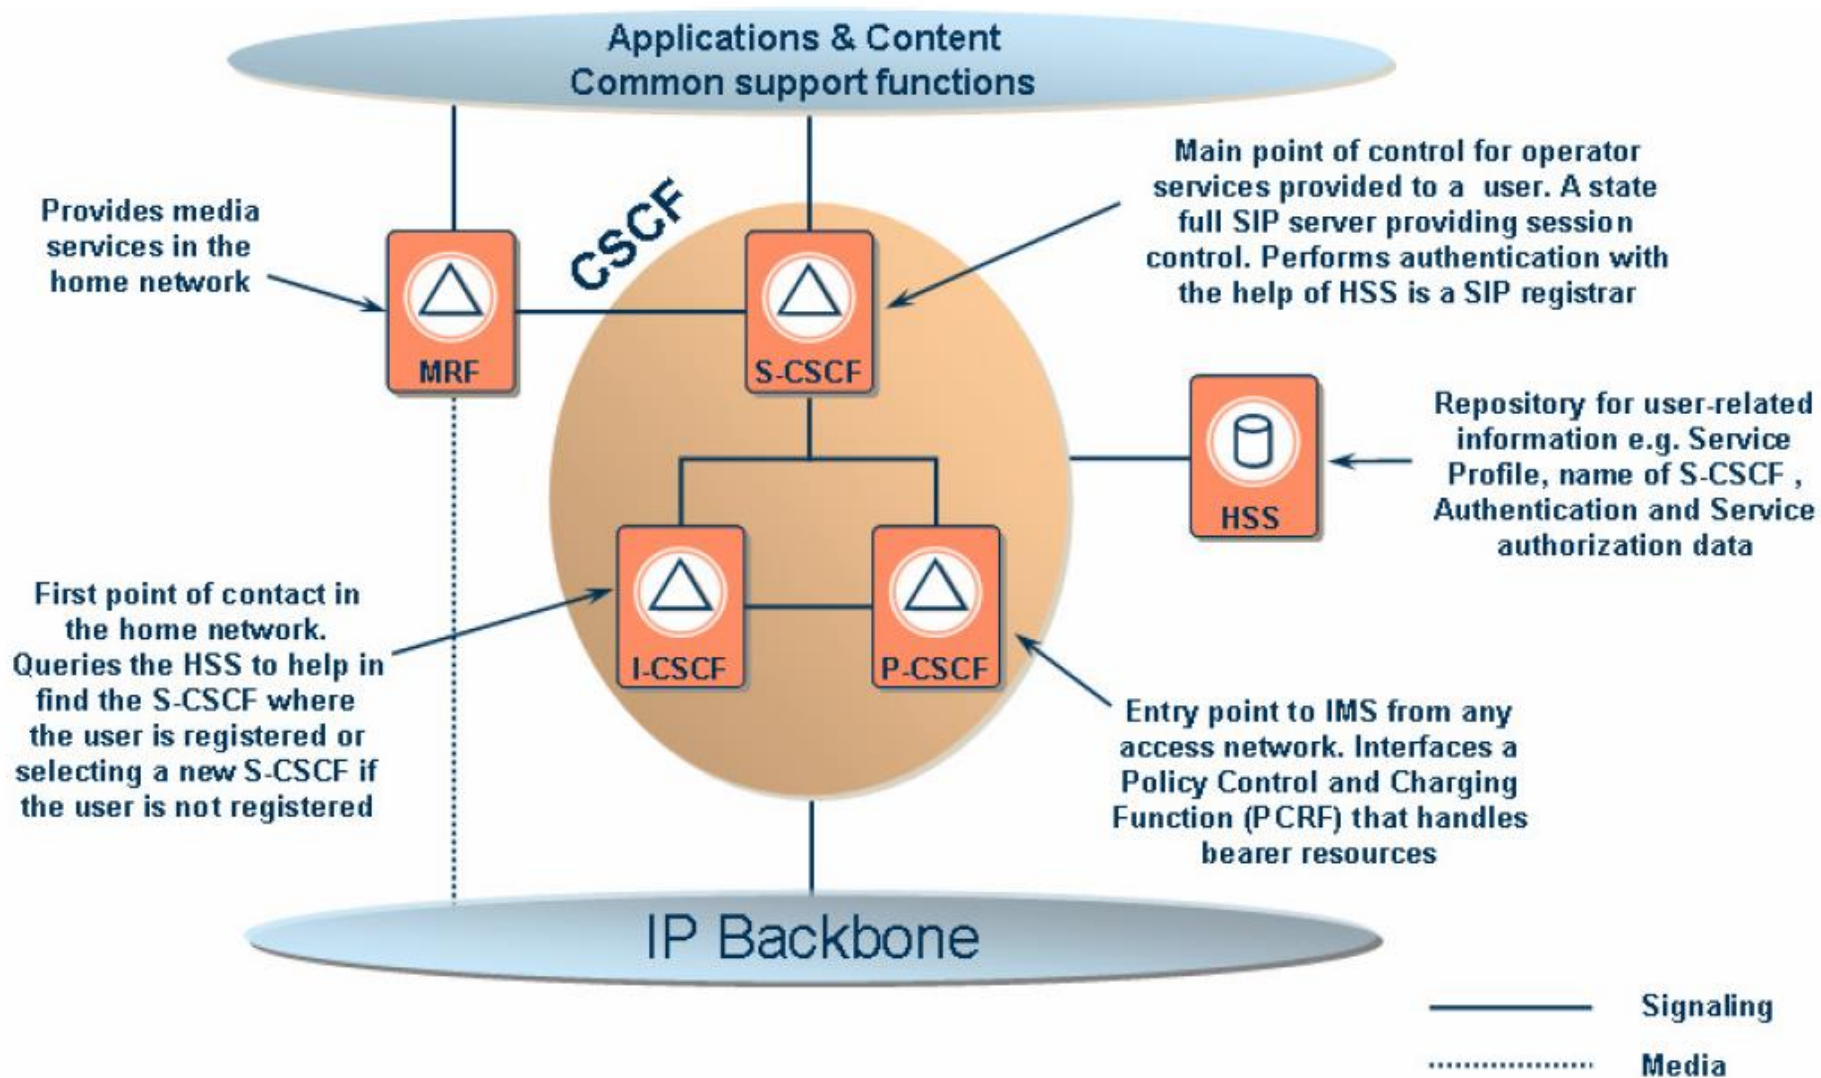 Applications & Content
Common support functions
Provides media
services in the
home network
CSCF
Main point of control for operator
services provided to a user. A state
full SIP server providing session
control. Performs authentication with
the help of HSS is a SIP registrar
MRF
S-CSCF
HSS
Repository for user-related
information e.g. Service
Profile, name of S-CSCF ,
Authentication and Service
authorization data
First point of contact in
the home network.
Queries the HSS to help in
find the S-CSCF where
the user is registered or
selecting a new S-CSCF if
the user is not registered
I-CSCF
P-CSCF
Entry point to IMS from any
access network. Interfaces a
Policy Control and Charging
Function (PCRF) that handles
bearer resources
IP Backbone
Signaling
Media